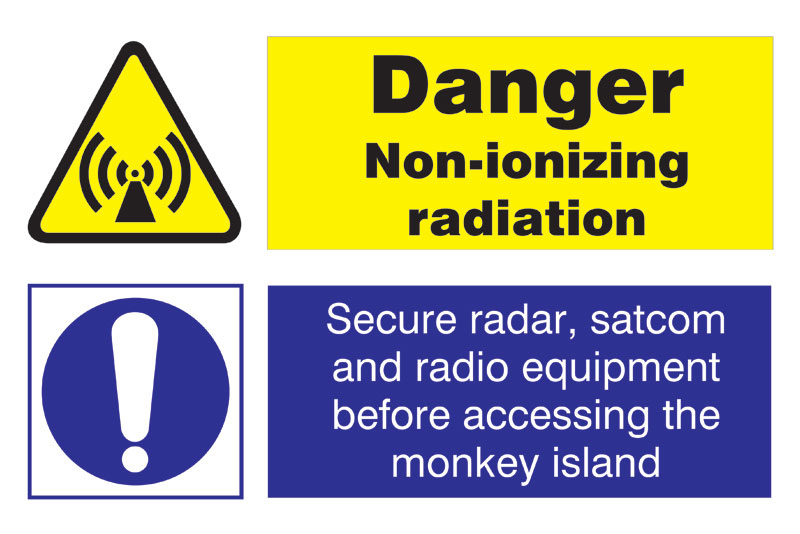 Danger
Non-ionizing
radiation
Secure radar, satcom
and radio equipment
before accessing the
monkey island